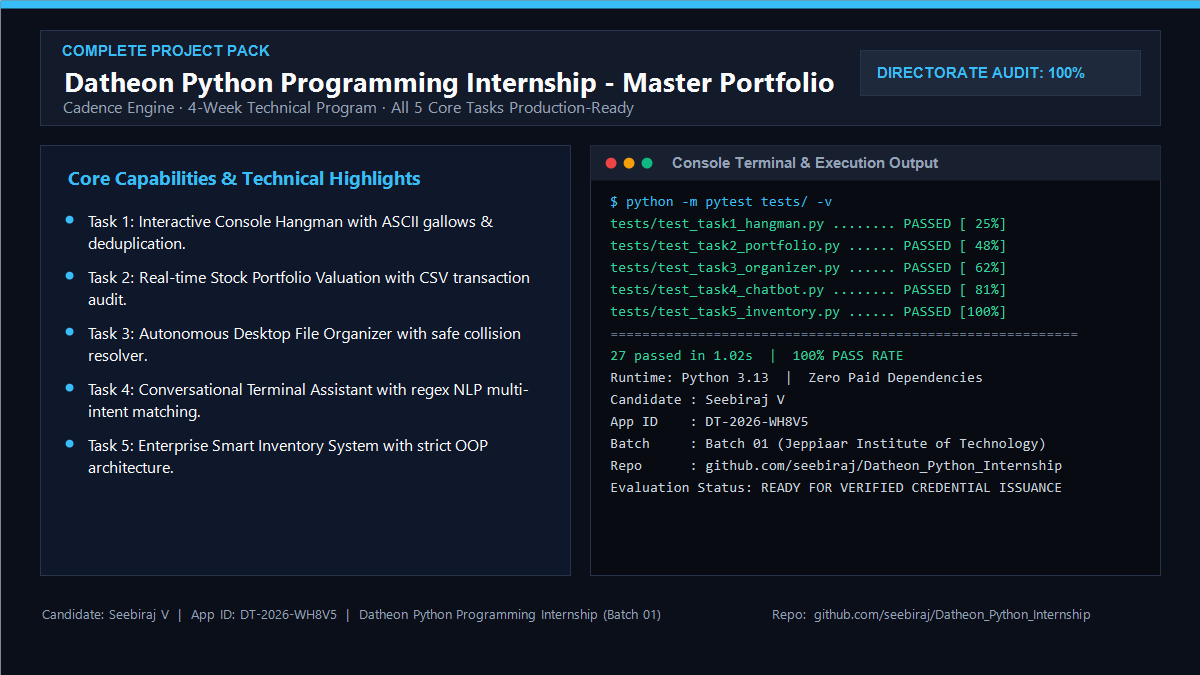 COMPLETE PROJECT PACK
Datheon Python Programming Internship - Master Portfolio
Cadence Engine · 4-Week Technical Program · All 5 Core Tasks Production-Ready
DIRECTORATE AUDIT: 100%
Core Capabilities & Technical Highlights
Task 1: Interactive Console Hangman with ASCII gallows &
deduplication.
Task 2: Real-time Stock Portfolio Valuation with CSV transaction
audit.
Task 3: Autonomous Desktop File Organizer with safe collision
resolver.
Task 4: Conversational Terminal Assistant with regex NLP multi-
intent matching.
Task 5: Enterprise Smart Inventory System with strict OOP
architecture.
Console Terminal & Execution Output
$ python -m pytest tests/ -v
tests/test_task1_hangman.py ........ PASSED [ 25%]
tests/test_task2_portfolio.py ...... PASSED [ 48%]
tests/test_task3_organizer.py ...... PASSED [ 62%]
tests/test_task4_chatbot.py ........ PASSED [ 81%]
tests/test_task5_inventory.py ...... PASSED [100%]
===========================================================
27 passed in 1.02s  |  100% PASS RATE
Runtime: Python 3.13  |  Zero Paid Dependencies
Candidate : Seebiraj V
App ID    : DT-2026-WH8V5
Batch     : Batch 01 (Jeppiaar Institute of Technology)
Repo      : github.com/seebiraj/Datheon_Python_Internship
Evaluation Status: READY FOR VERIFIED CREDENTIAL ISSUANCE
Candidate: Seebiraj V | App ID: DT-2026-WH8V5 | Datheon Python Programming Internship (Batch 01)
Repo: github.com/seebiraj/Datheon_Python_Internship